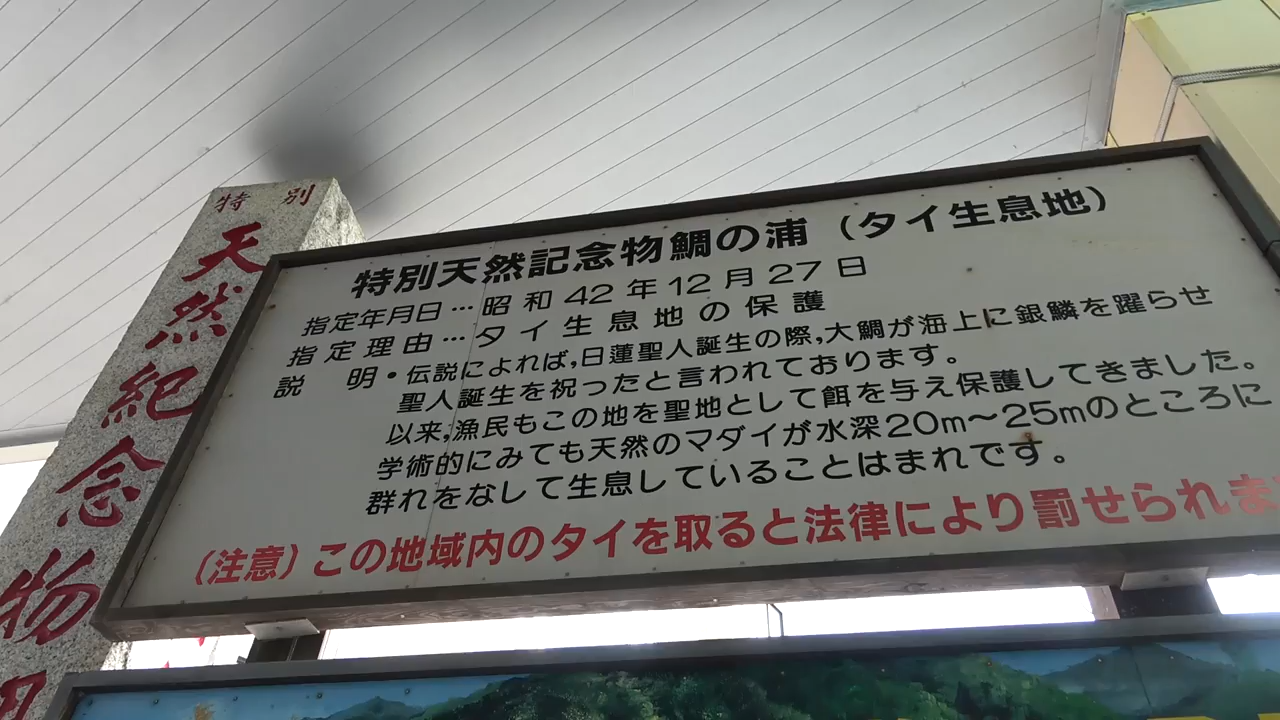 特別
天然紀念物
特別天然記念物鯛の浦（タイ生息地）
指定年月日…昭和42年12月27日
指定理由…タイ生息地の保護
説　明・伝説によれば,日蓮聖人誕生の際,大鯛が海上に銀鱗を躍らせ
聖人誕生を祝ったと言われております。
以来,漁民もこの地を聖地として餌を与え保護してきました。
学術的にみても天然のマダイが水深20m〜25mのところに
群れをなして生息していることはまれです。
（注意）この地域内のタイを取ると法律により罰せられま